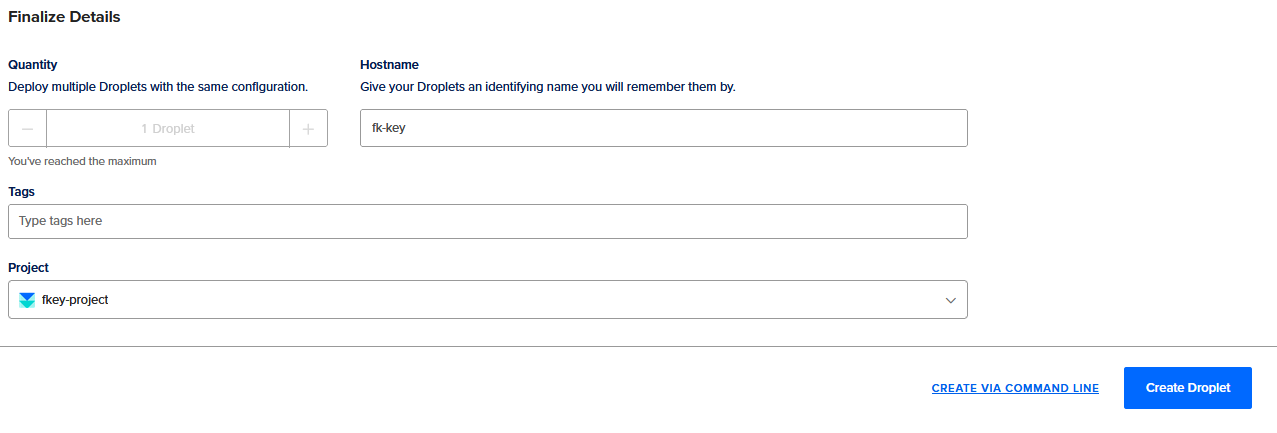 Finalize Details
Quantity
Deploy multiple Droplets with the same configuration.
− 1 Droplet +
You've reached the maximum
Hostname
Give your Droplets an identifying name you will remember them by.
fk-key
Tags
Type tags here
Project
fkey-project
CREATE VIA COMMAND LINE
Create Droplet